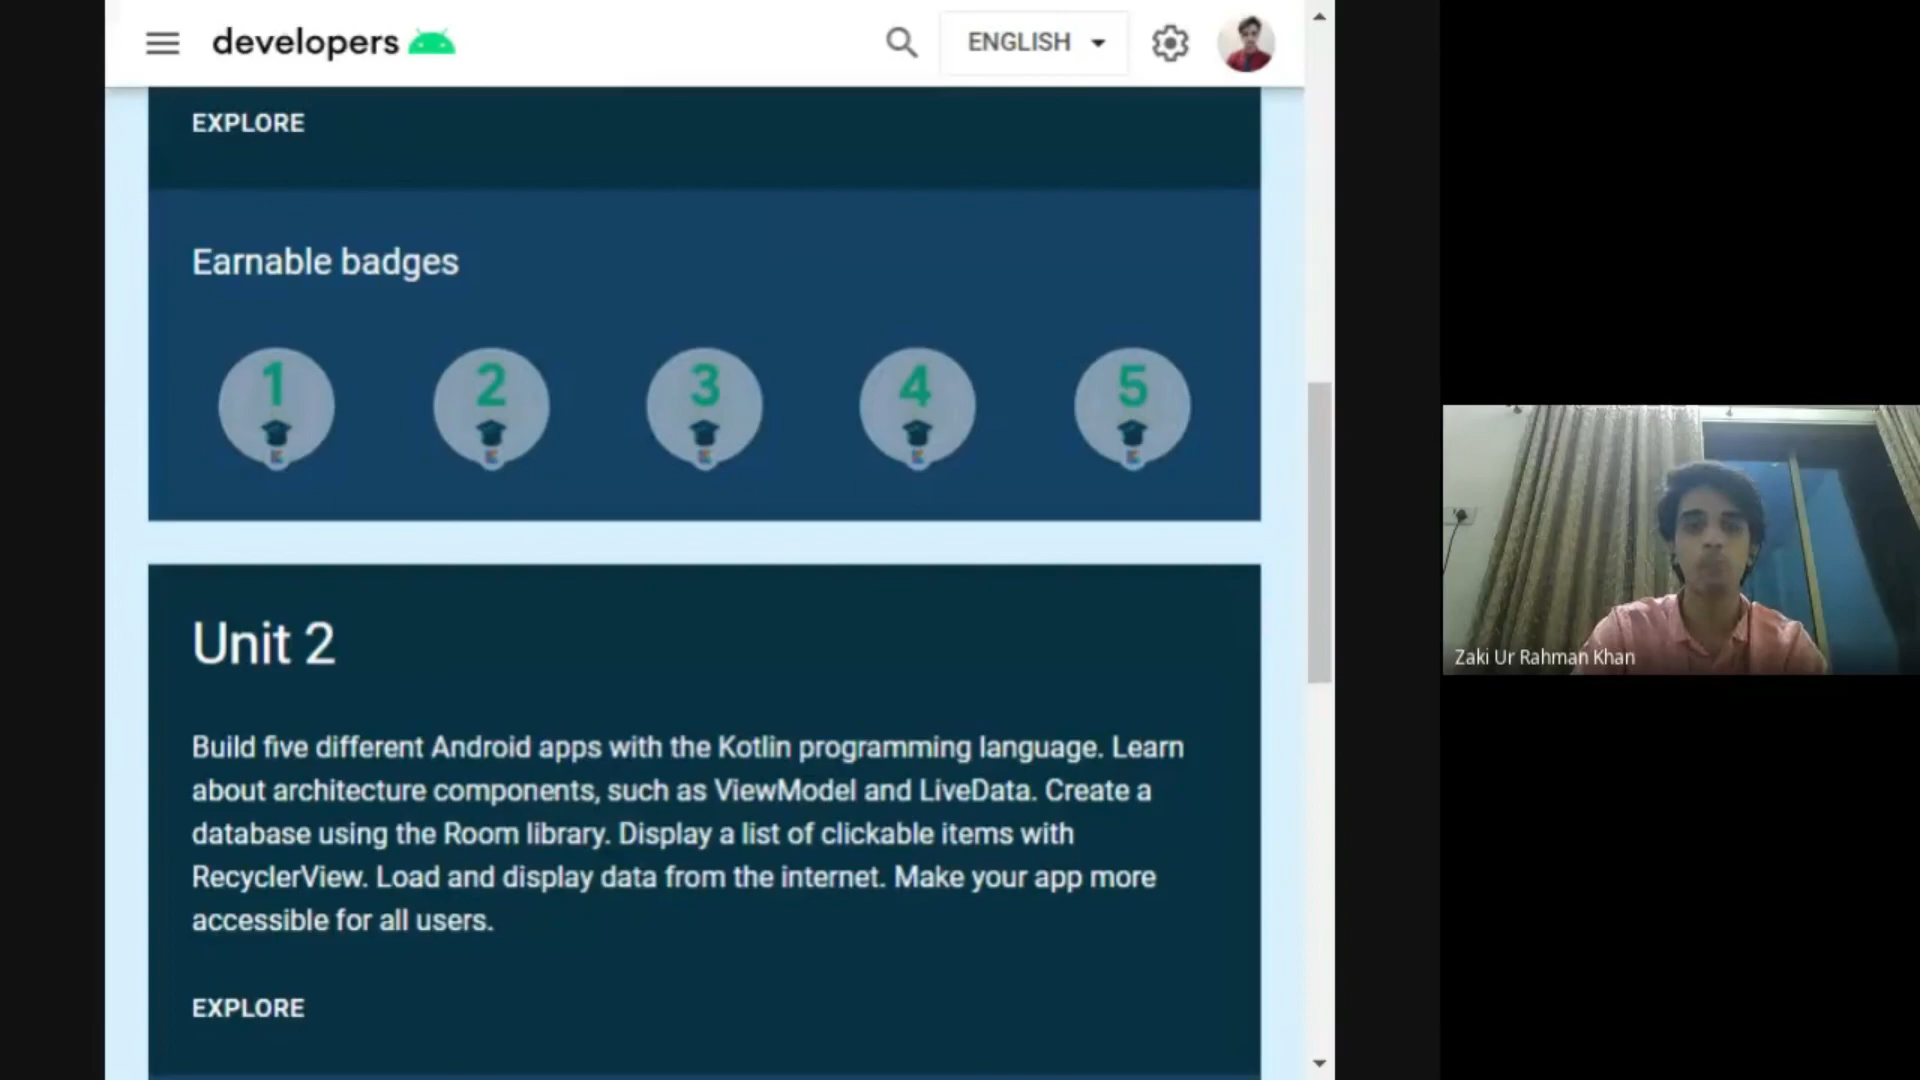 developers
ENGLISH
EXPLORE
Earnable badges
1 2 3 4 5
Unit 2
Build five different Android apps with the Kotlin programming language. Learn
about architecture components, such as ViewModel and LiveData. Create a
database using the Room library. Display a list of clickable items with
RecyclerView. Load and display data from the internet. Make your app more
accessible for all users.
EXPLORE
Zaki Ur Rahman Khan